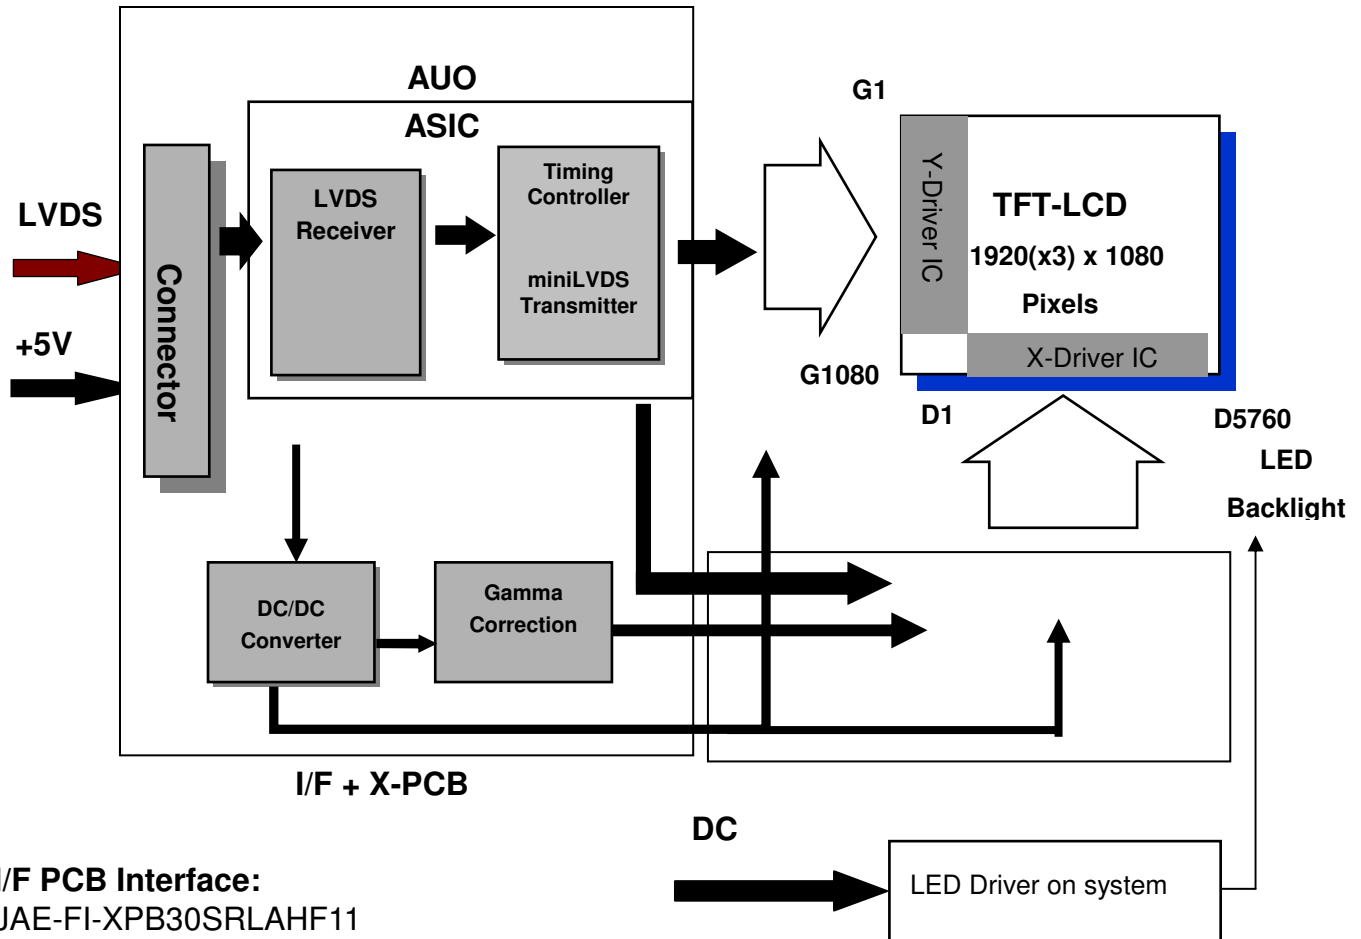 AUO
ASIC
G1
LVDS
+5V
Connector
LVDS
Receiver
Timing
Controller
miniLVDS
Transmitter
Y-Driver IC
TFT-LCD
1920(x3) x 1080
Pixels
X-Driver IC
G1080
D1
D5760
LED
Backlight
DC/DC
Converter
Gamma
Correction
I/F + X-PCB
DC
LED Driver on system
I/F PCB Interface:
JAE-FI-XPB30SRLAHF11